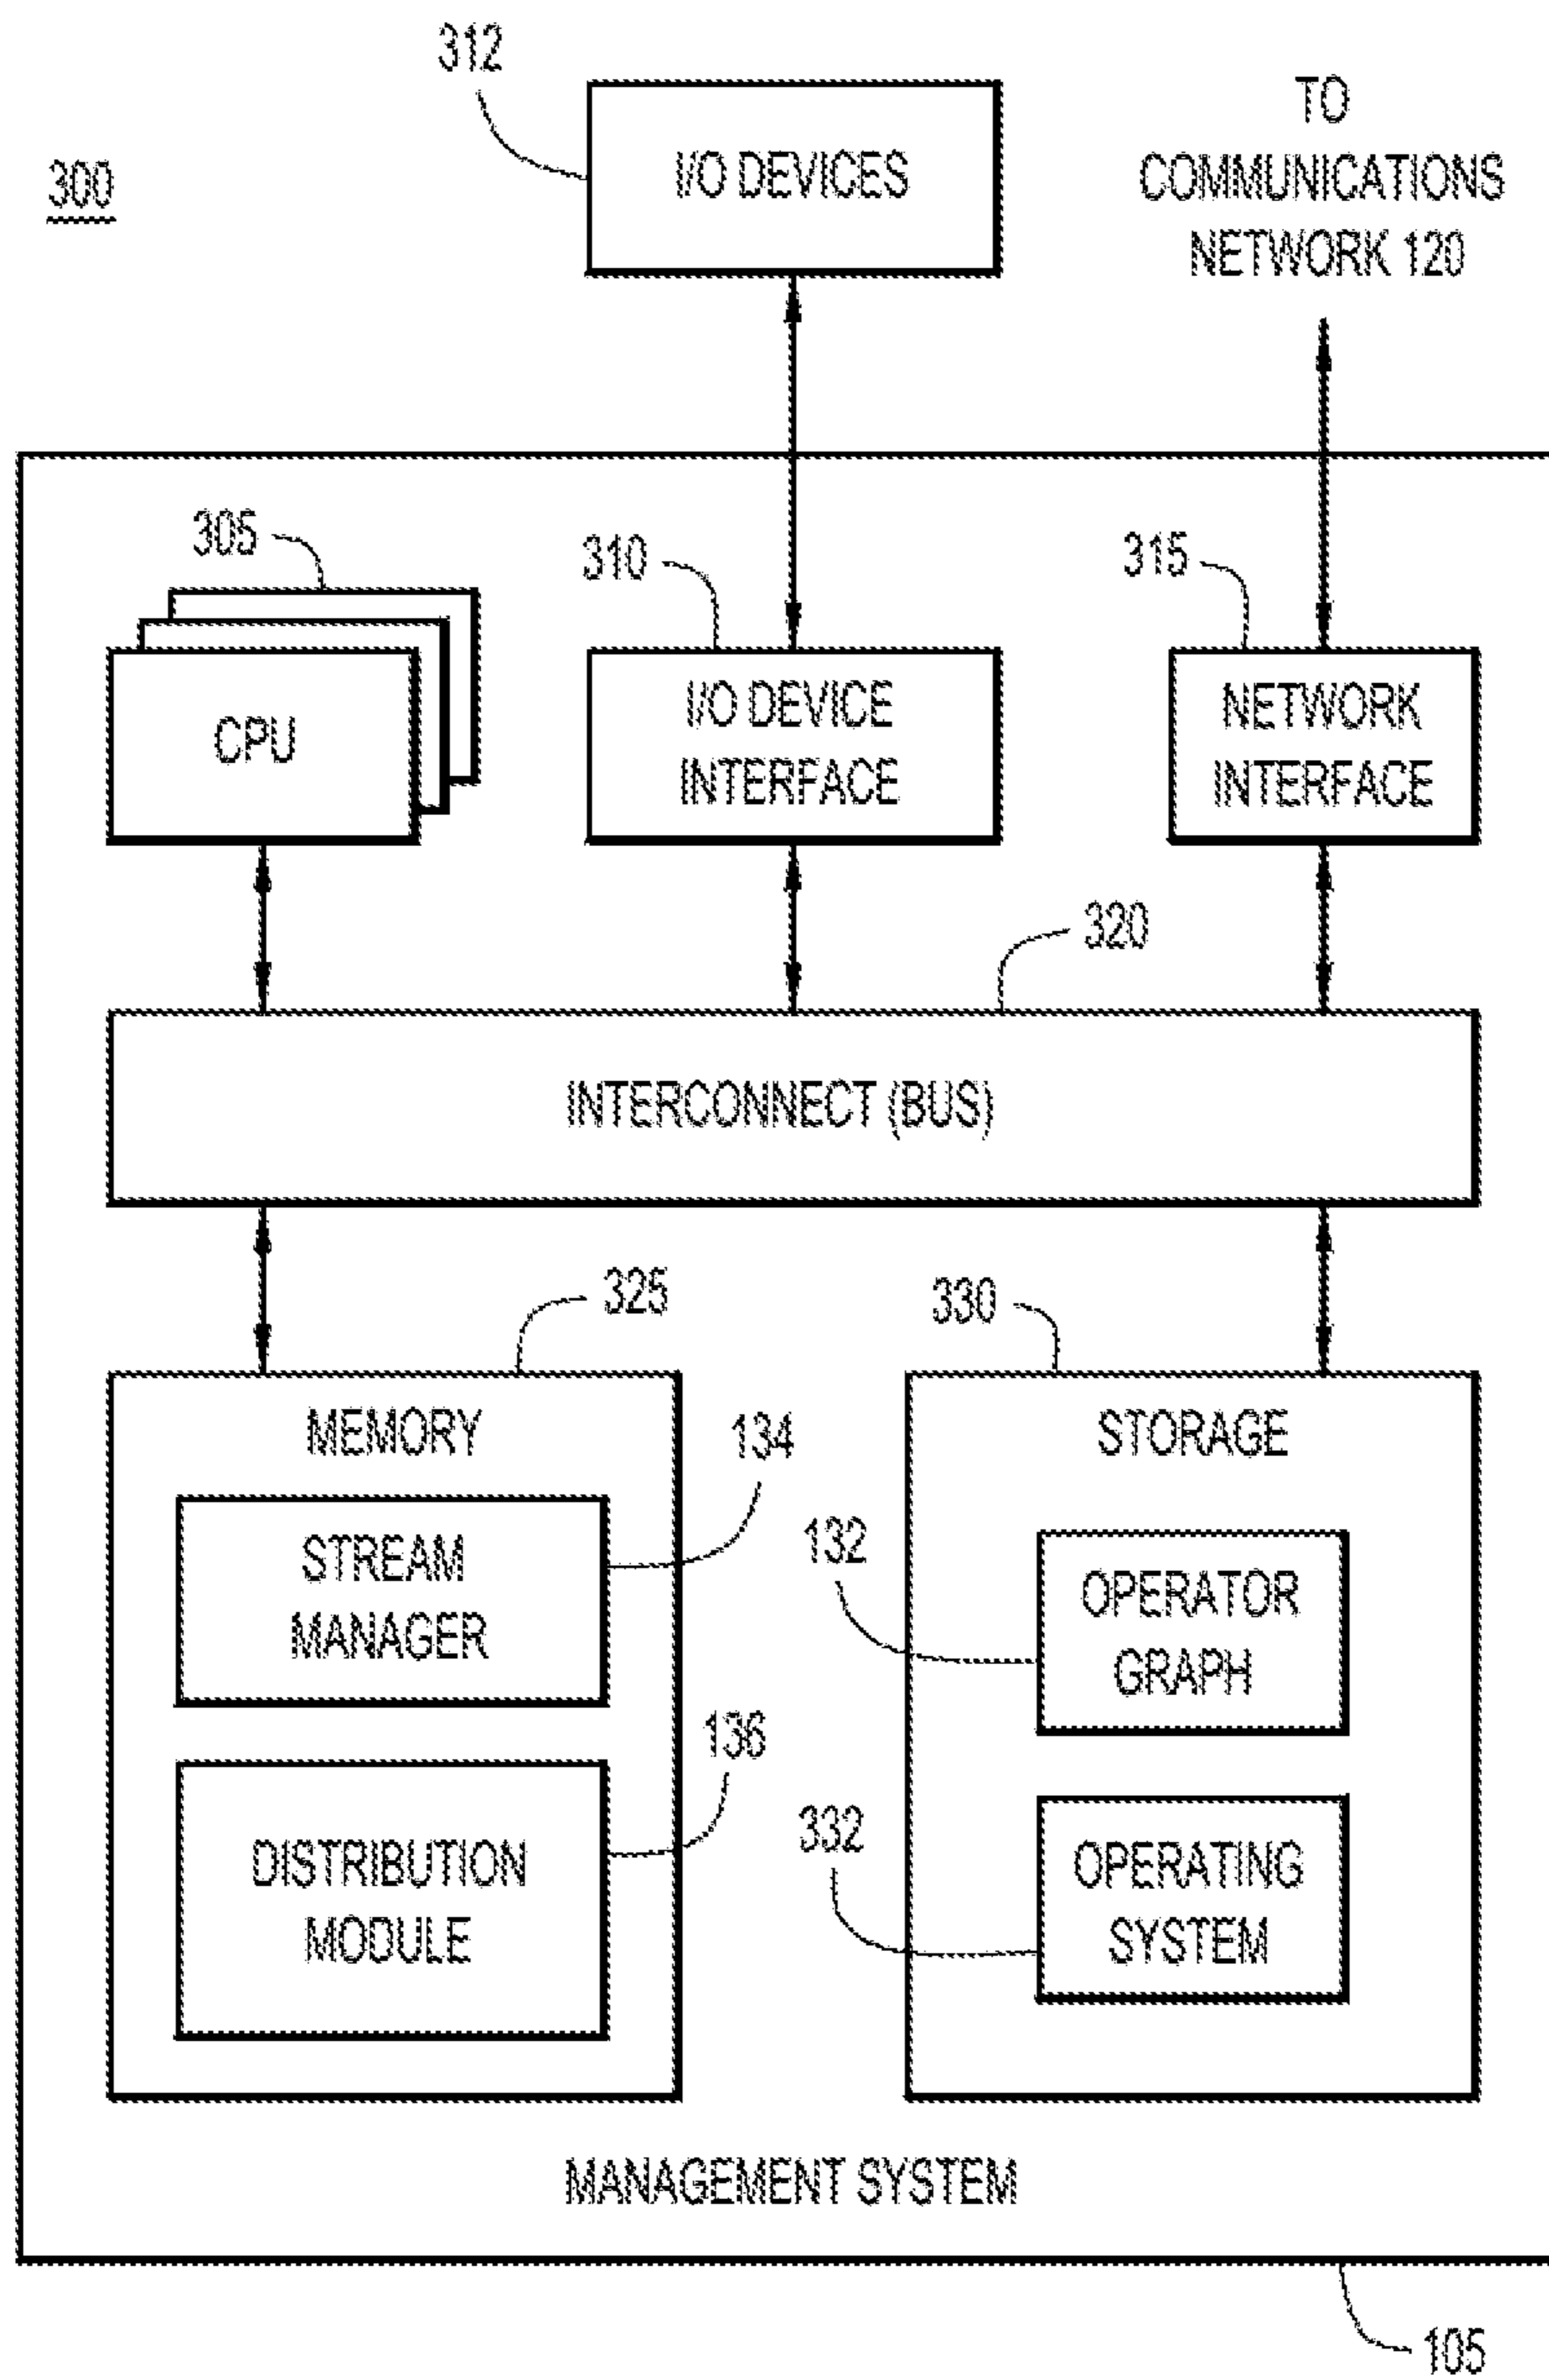 312
300
I/O DEVICES
TO
COMMUNICATIONS
NETWORK 120
305
310
315
CPU
I/O DEVICE
INTERFACE
NETWORK
INTERFACE
320
INTERCONNECT (BUS)
325
330
MEMORY
134
STREAM
MANAGER
136
DISTRIBUTION
MODULE
STORAGE
132
OPERATOR
GRAPH
332
OPERATING
SYSTEM
MANAGEMENT SYSTEM
105